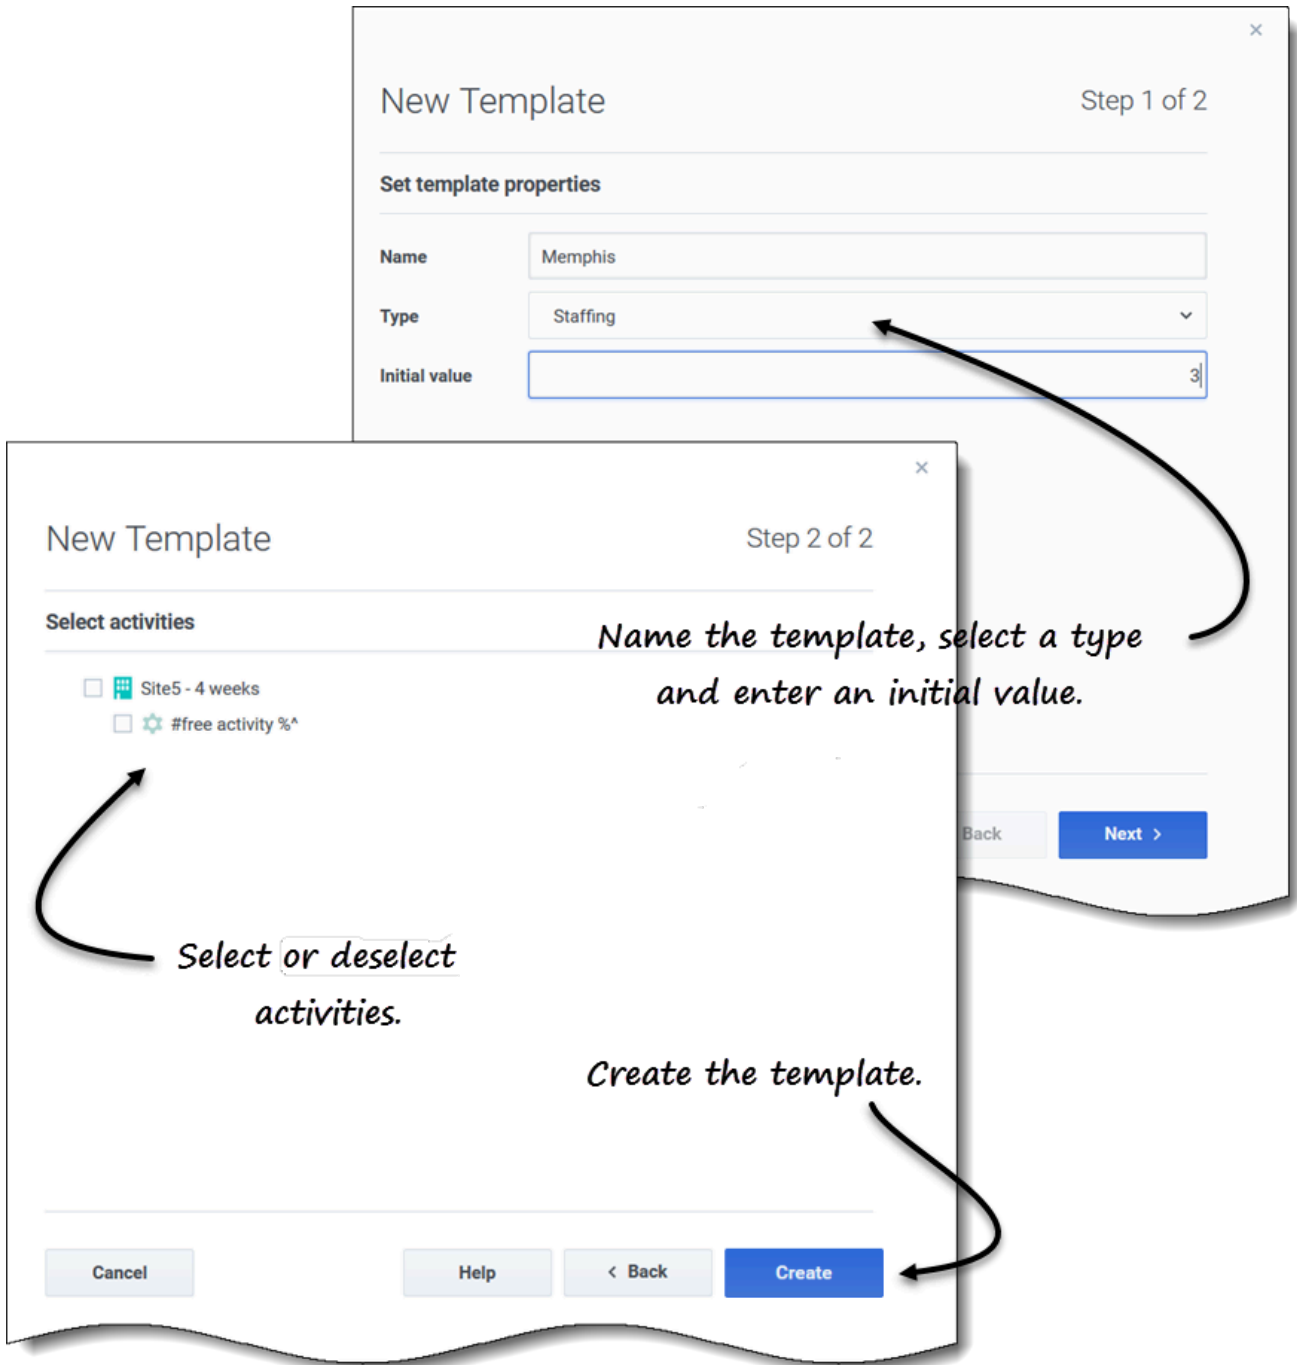 ×
New Template
Step 1 of 2
Set template properties
Name
Memphis
Type
Staffing
Initial value
3
Back
Next >
×
New Template
Step 2 of 2
Select activities
Name the template, select a type
and enter an initial value.
Site5 - 4 weeks
#free activity %^
Select or deselect
activities.
Create the template.
Cancel
Help
< Back
Create